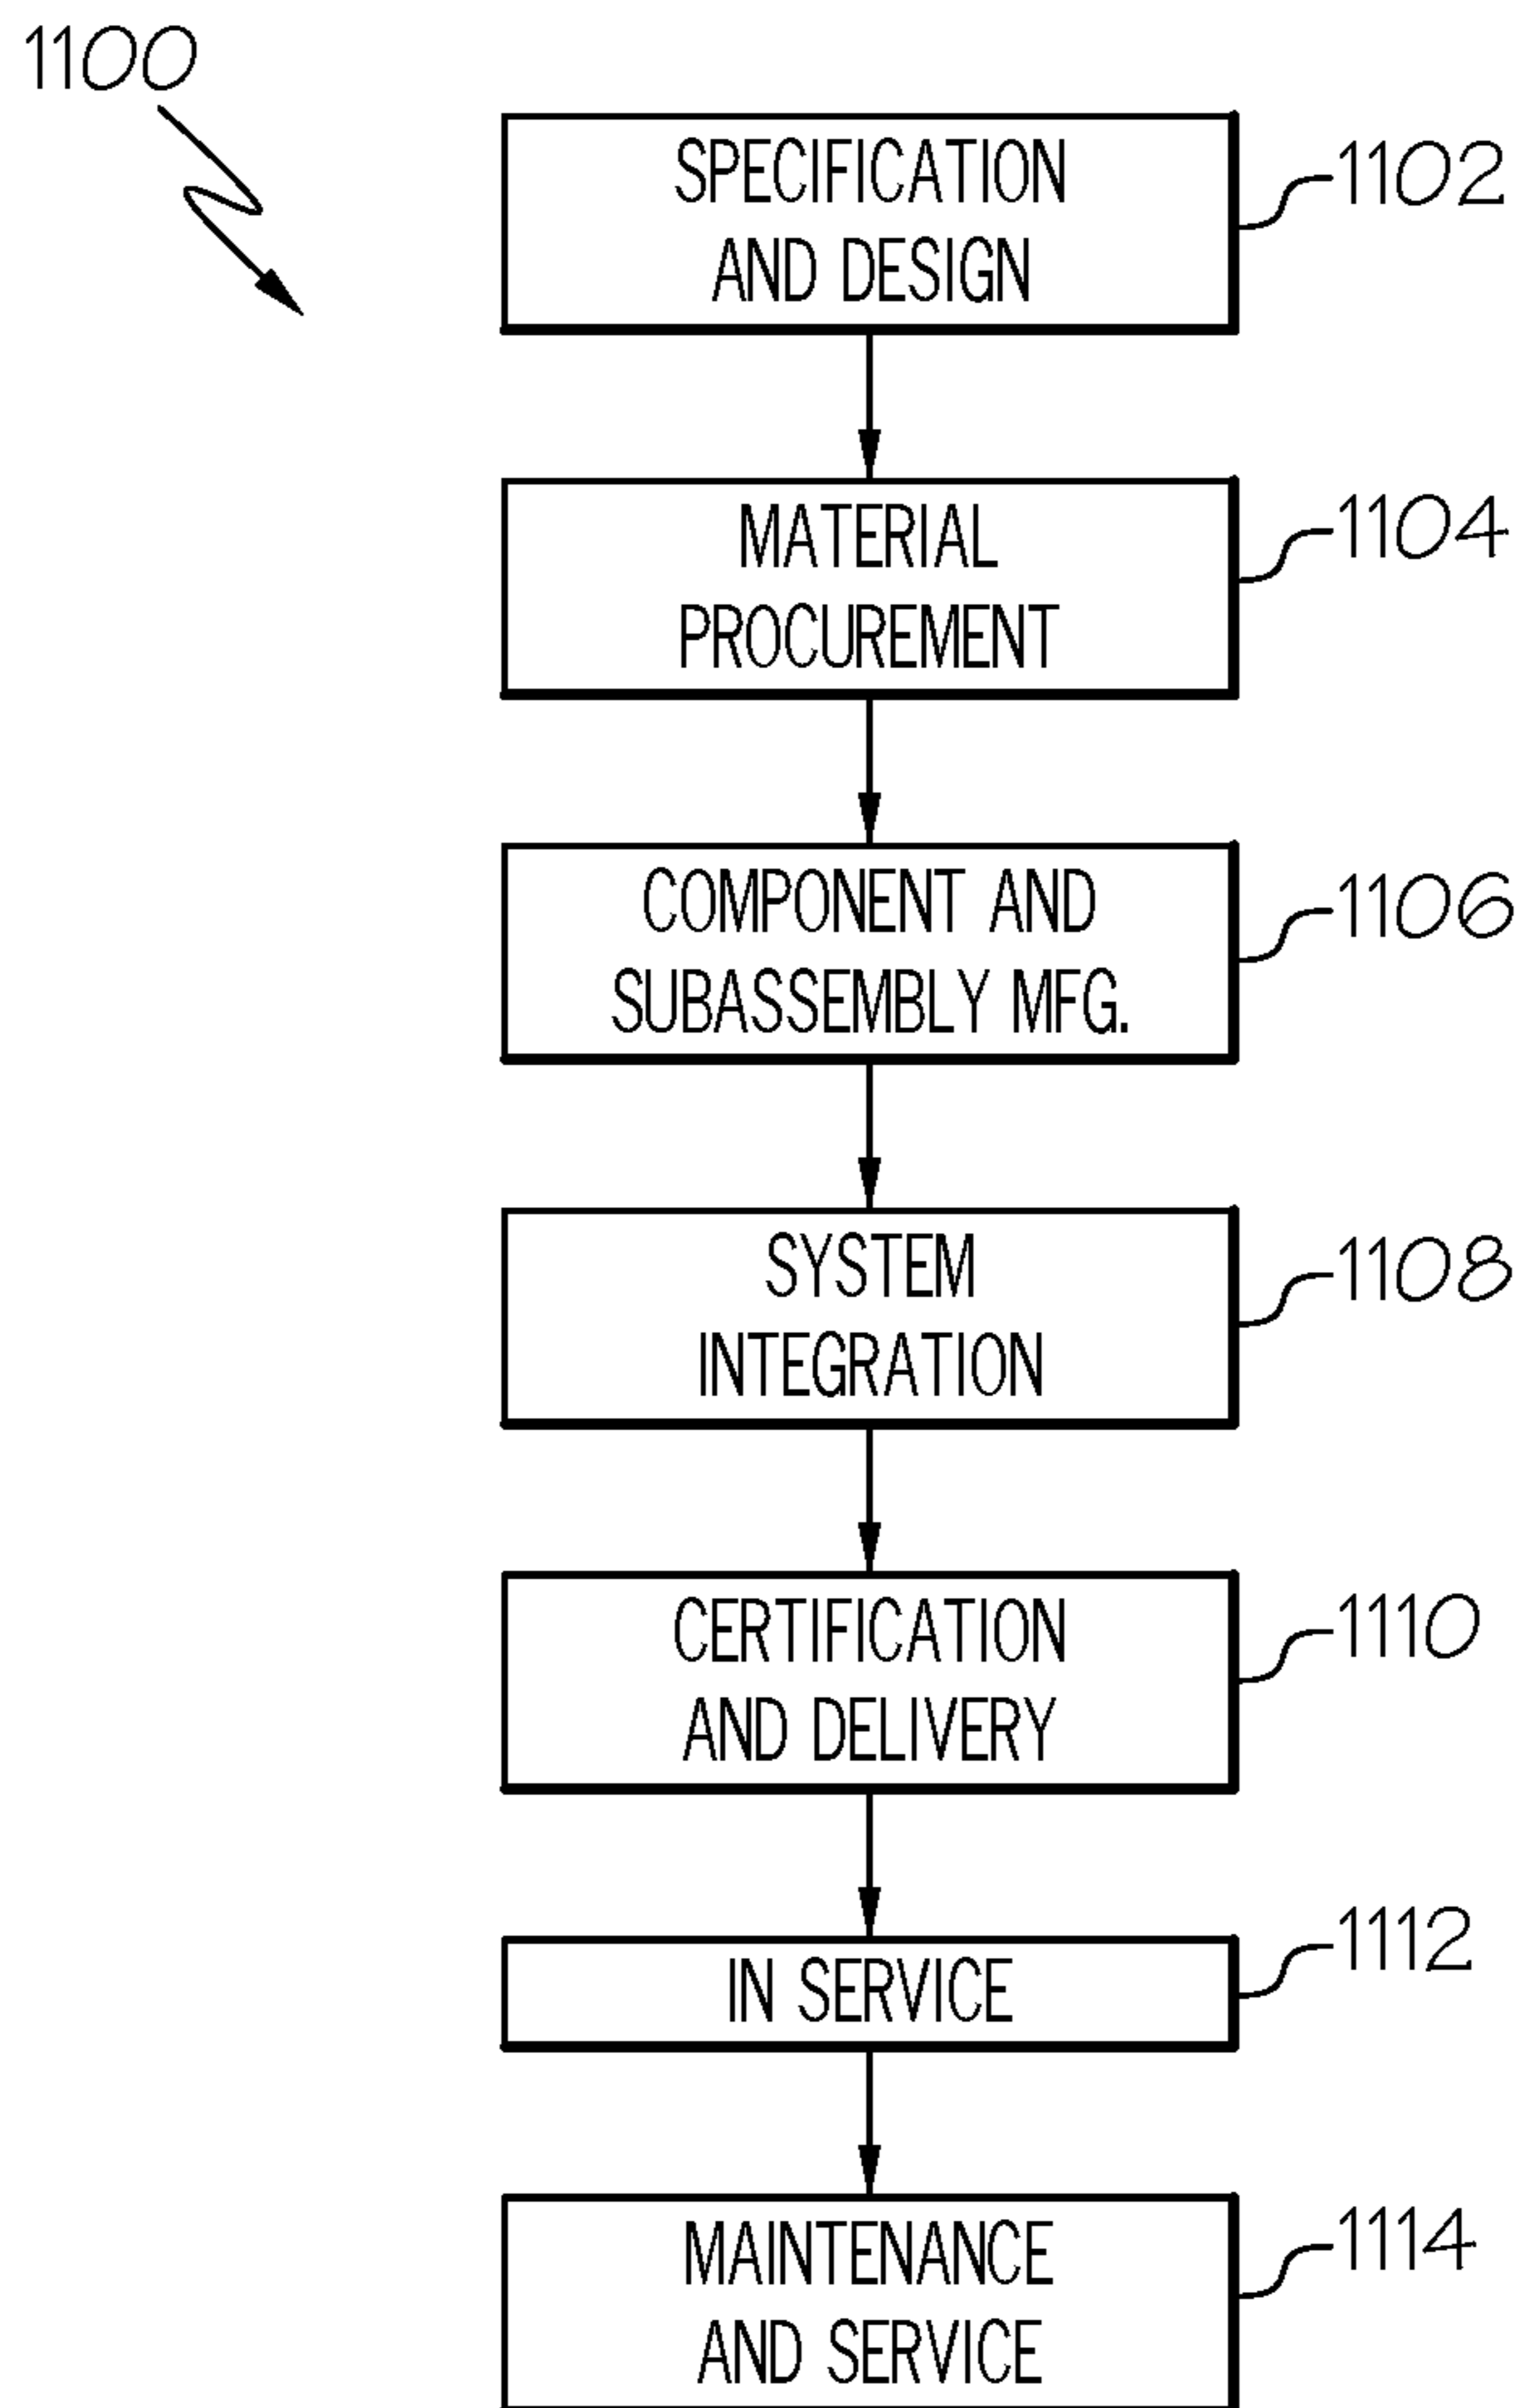 1100
SPECIFICATION
AND DESIGN
1102
MATERIAL
PROCUREMENT
1104
COMPONENT AND
SUBASSEMBLY MFG.
1106
SYSTEM
INTEGRATION
1108
CERTIFICATION
AND DELIVERY
1110
IN SERVICE
1112
MAINTENANCE
AND SERVICE
1114